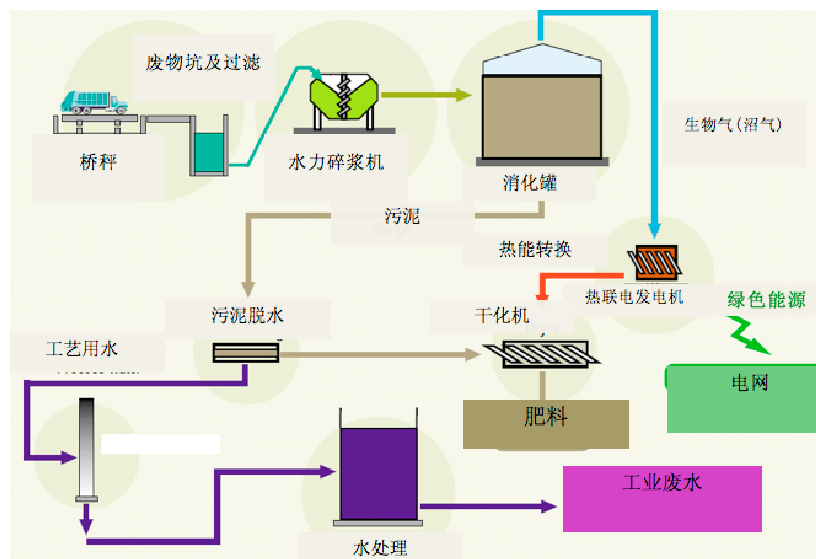 废物坑及过滤
桥秤
水力碎浆机
消化罐
生物气(沼气)
污泥
热能转换
热联电发电机
绿色能源
污泥脱水
干化机
工艺用水
电网
肥料
工业废水
水处理